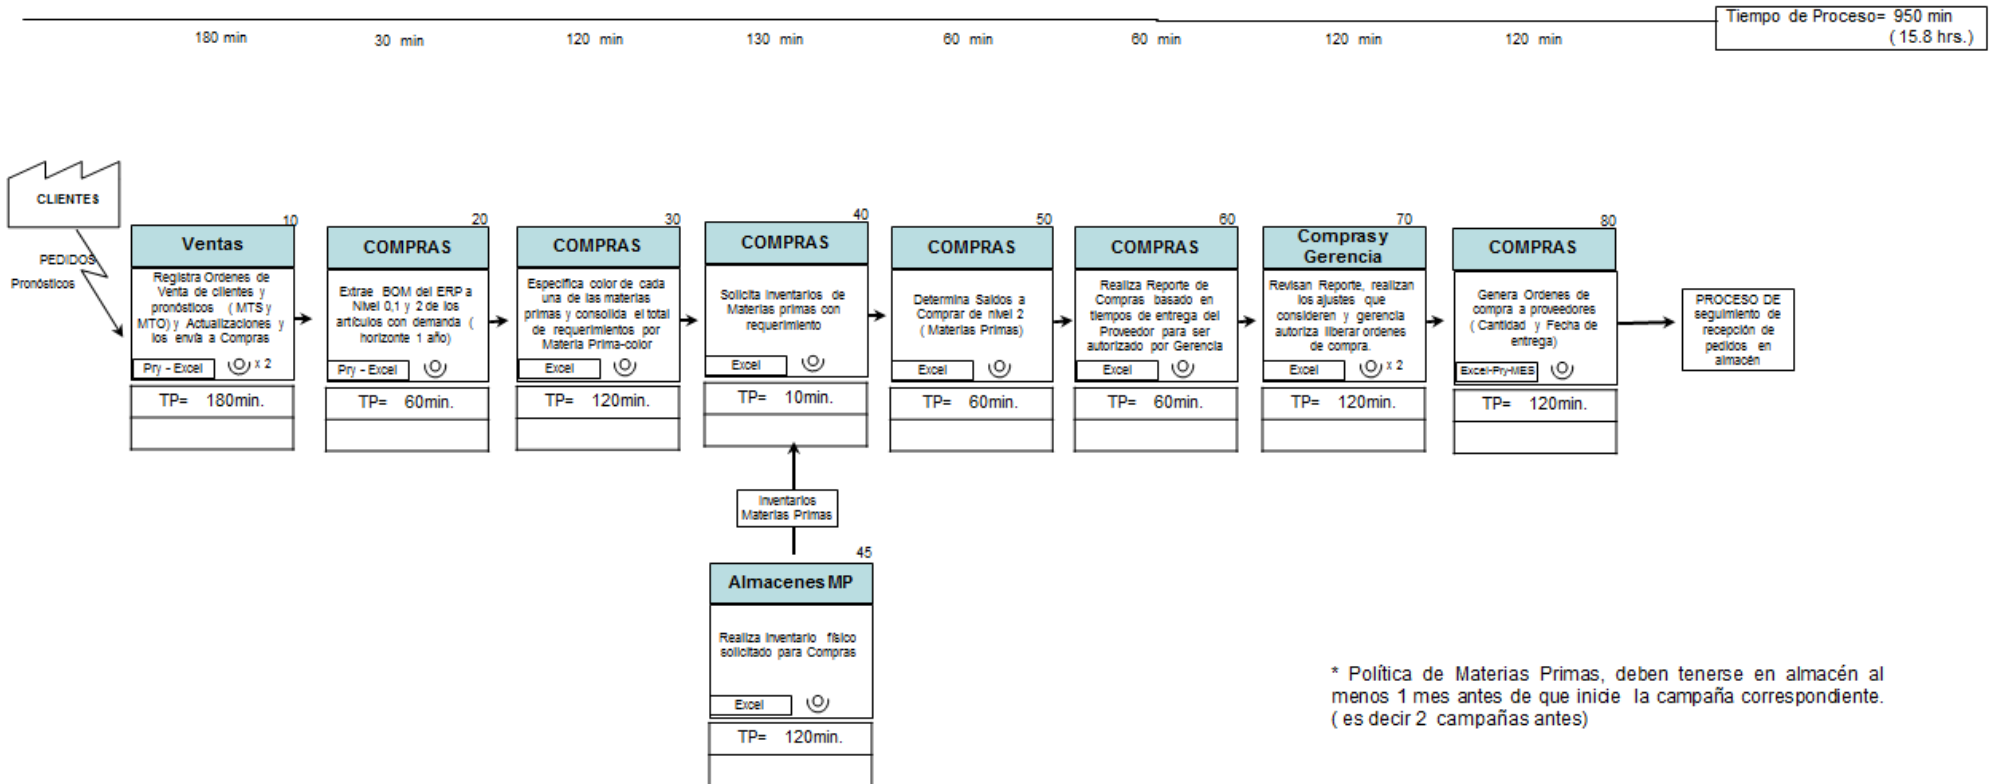 Tiempo de Proceso= 950 min
( 15.8 hrs.)
180 min
30 min
120 min
130 min
60 min
60 min
120 min
120 min
CLIENTES
PEDIDOS
Pronósticos
10
Ventas
Registra Ordenes de
Venta de clientes y
pronósticos ( MTS y
MTO) y Actualizaciones y
los envía a Compras
Pry - Excel
x 2
TP= 180min.
20
COMPRAS
Extrae BOM del ERP a
Nivel 0,1 y 2 de los
artículos con demanda (
horizonte 1 año)
Pry - Excel
TP= 60min.
30
COMPRAS
Especifica color de cada
una de las materias
primas y consolida el total
de requerimientos por
Materia Prima-color
Excel
TP= 120min.
40
COMPRAS
Solicita Inventarios de
Materias primas con
requerimiento
Excel
TP= 10min.
50
COMPRAS
Determina Saldos a
Comprar de nivel 2
( Materias Primas)
Excel
TP= 60min.
60
COMPRAS
Realiza Reporte de
Compras basado en
tiempos de entrega del
Proveedor para ser
autorizado por Gerencia
Excel
TP= 60min.
70
Compras y
Gerencia
Revisan Reporte, realizan
los ajustes que
consideren y gerencia
autoriza liberar ordenes
de compra.
Excel
x 2
TP= 120min.
80
COMPRAS
Genera Ordenes de
compra a proveedores
( Cantidad y Fecha de
entrega)
Excel-Pry-MES
TP= 120min.
PROCESO DE
seguimiento de
recepción de
pedidos en
almacén
Inventarios
Materias Primas
45
Almacenes MP
Realiza Inventario físico
solicitado para Compras
Excel
TP= 120min.
* Política de Materias Primas, deben tenerse en almacén al
menos 1 mes antes de que inicie la campaña correspondiente.
( es decir 2 campañas antes)